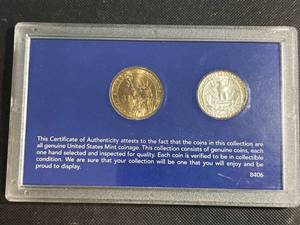 This Certificate of Authenticity attests to the fact that the coins in this collection are
all genuine United States Mint coinage. This collection consists of genuine coins, each
one hand selected and inspected for quality. Each coin is verified to be in collectible
condition. We are sure that your collection will be one that you will enjoy and be
proud to display.
8406